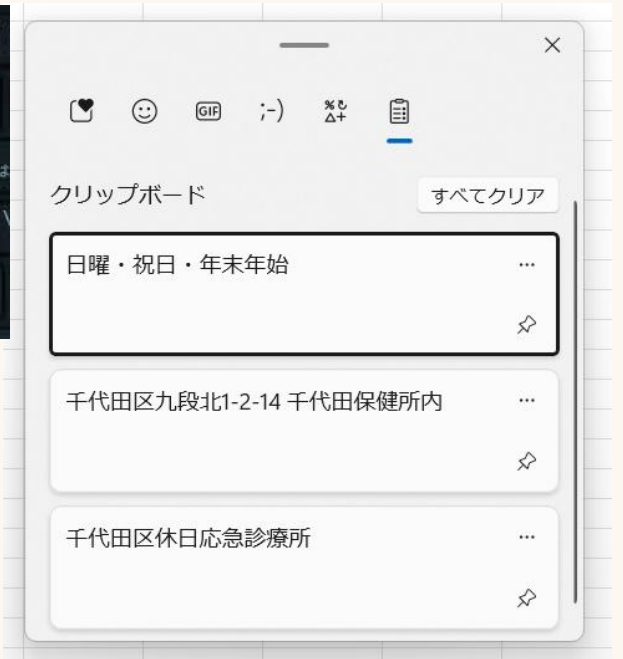 GIF
;-)
クリップボード
すべてクリア
日曜・祝日・年末年始
千代田区九段北1-2-14 千代田保健所内
千代田区休日応急診療所